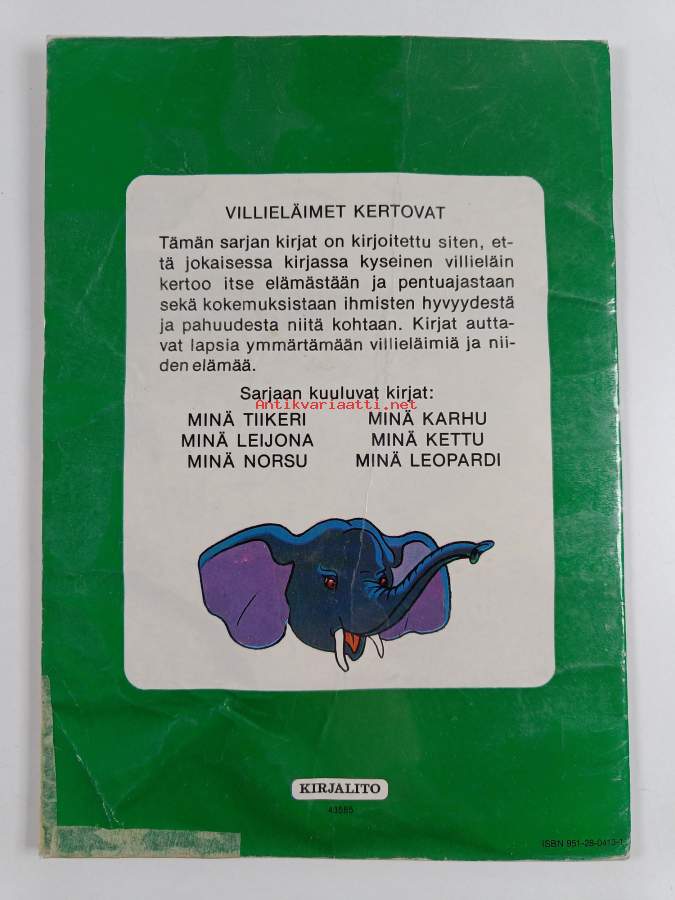 VILLIELÄIMET KERTOVAT
Tämän sarjan kirjat on kirjoitettu siten, et-
tä jokaisessa kirjassa kyseinen villieläin
kertoo itse elämästään ja pentuajastaan
sekä kokemuksistaan ihmisten hyvyydestä
ja pahuudesta niitä kohtaan. Kirjat autta-
vat lapsia ymmärtämään villieläimiä ja nii-
den elämää.
Sarjaan kuuluvat kirjat:
Antikvariaatti.net
MINÄ TIIKERI MINÄ KARHU
MINÄ LEIJONA MINÄ KETTU
MINÄ NORSU MINÄ LEOPARDI
KIRJALITO
43585
ISBN 951-28-0413-1